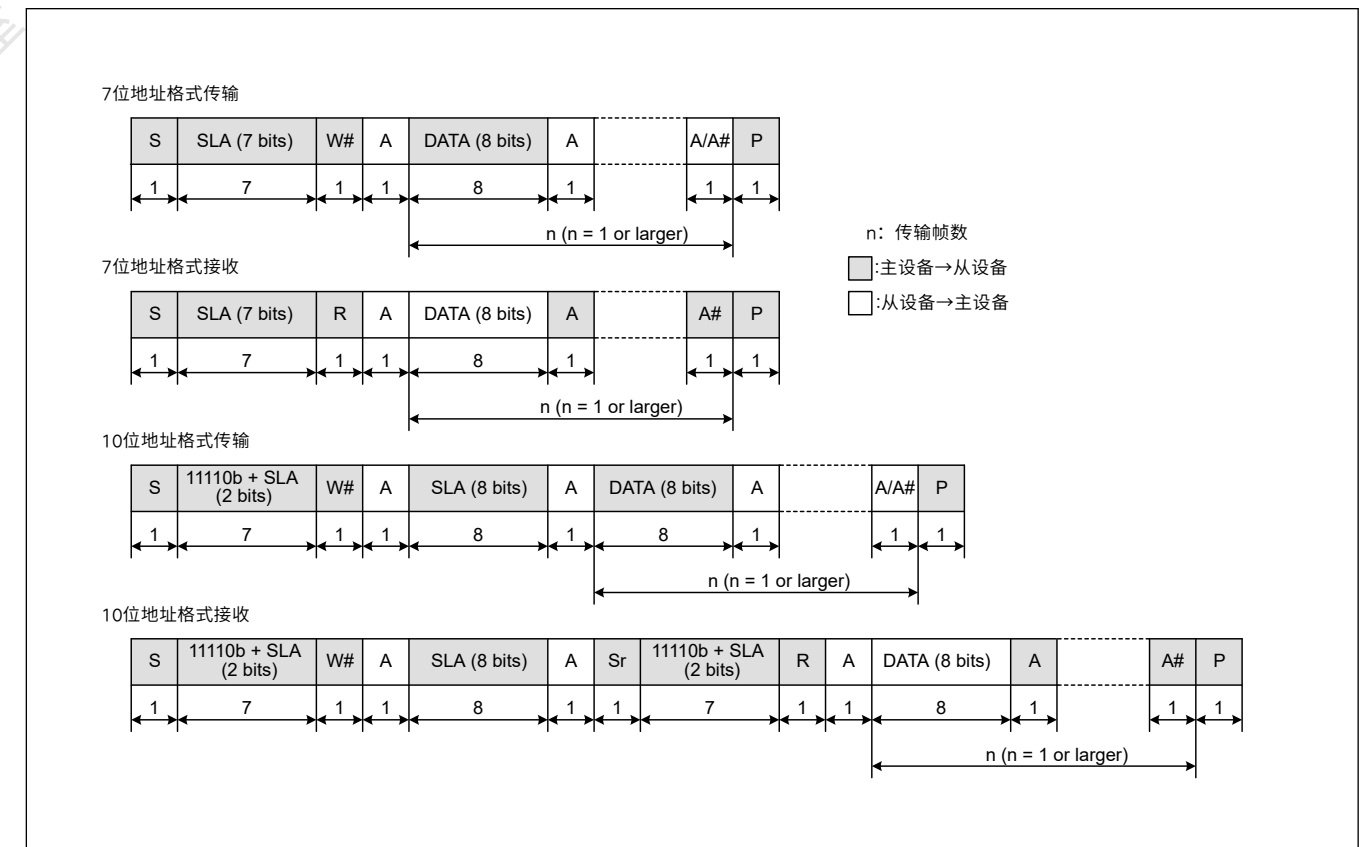 7位地址格式传输
S SLA (7 bits) W# A DATA (8 bits) A A/A# P
1 7 1 1 8 1 1 1
n (n = 1 or larger)
n：传输帧数
:主设备→从设备
:从设备→主设备
7位地址格式接收
S SLA (7 bits) R A DATA (8 bits) A A# P
1 7 1 1 8 1 1 1
n (n = 1 or larger)
10位地址格式传输
S 11110b + SLA (2 bits) W# A SLA (8 bits) A DATA (8 bits) A A/A# P
1 7 1 1 8 1 8 1 1 1
n (n = 1 or larger)
10位地址格式接收
S 11110b + SLA (2 bits) W# A SLA (8 bits) A Sr 11110b + SLA (2 bits) R A DATA (8 bits) A A# P
1 7 1 1 8 1 1 7 1 1 8 1 1 1
n (n = 1 or larger)